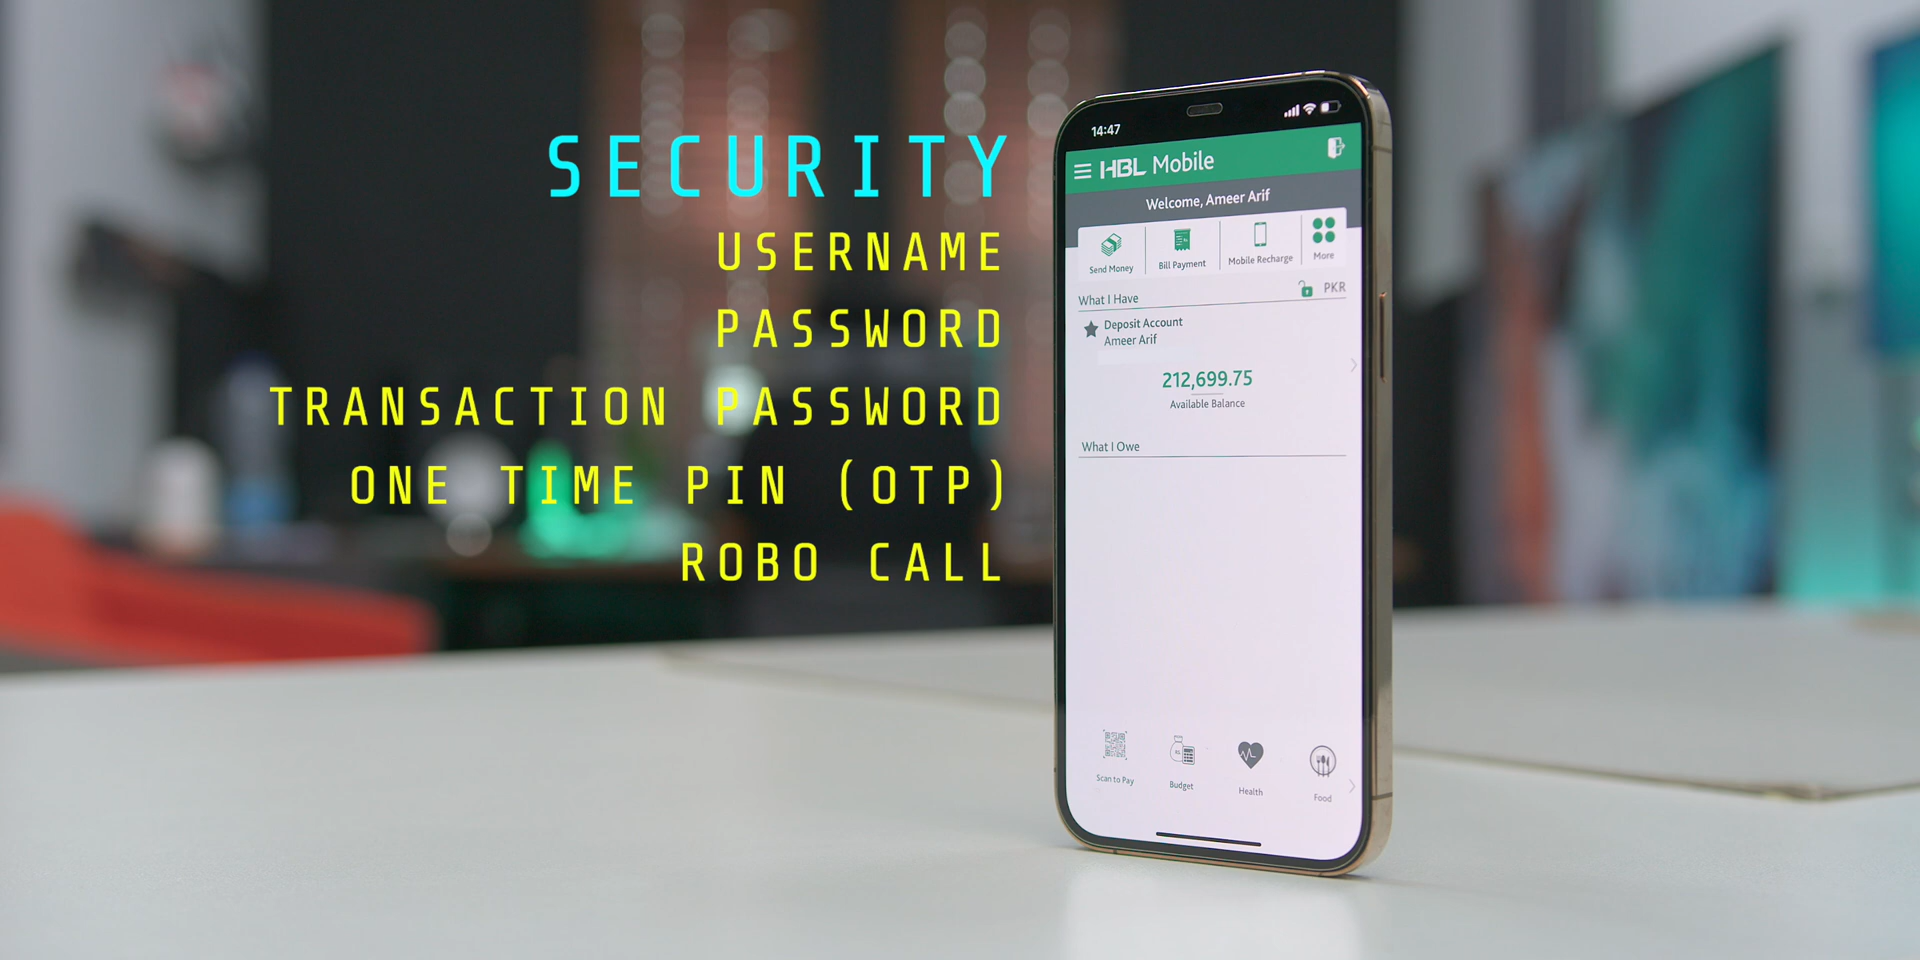 SECURITY
USERNAME
PASSWORD
TRANSACTION PASSWORD
ONE TIME PIN (OTP)
ROBO CALL
14:47
HBL Mobile
Welcome, Ameer Arif
Send Money
Bill Payment
Mobile Recharge
More
What I Have
PKR
Deposit Account
Ameer Arif
212,699.75
Available Balance
What I Owe
Scan to Pay
Budget
Health
Food